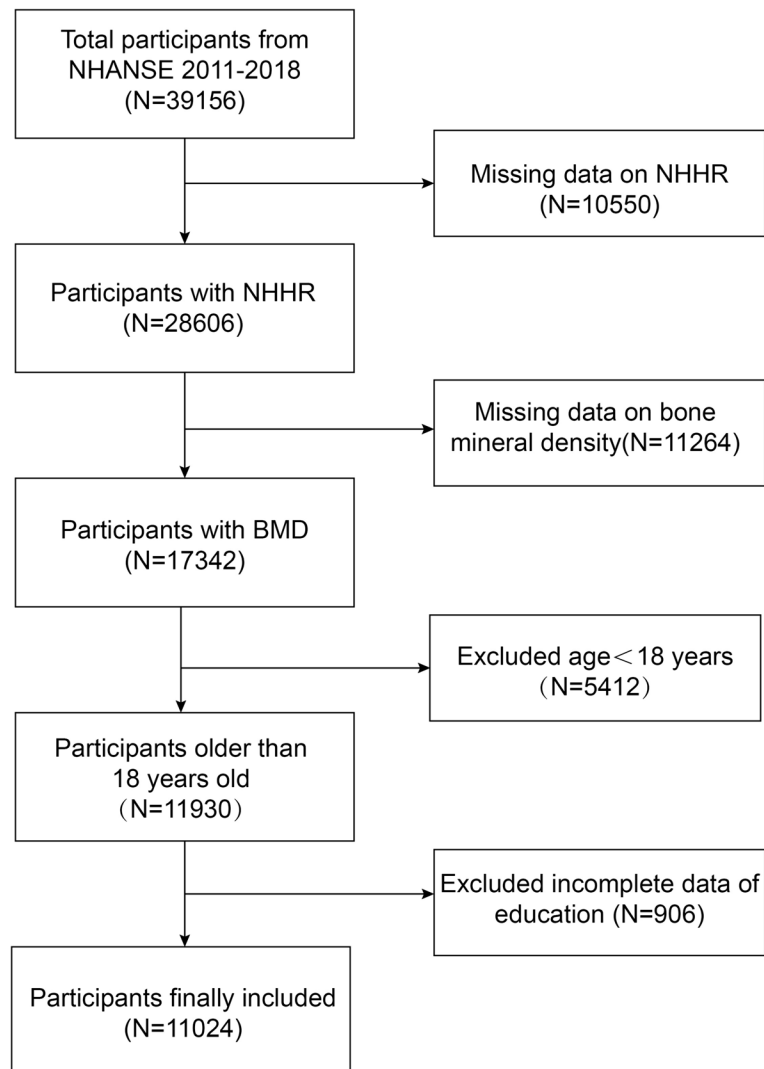 Total participants from
NHANSE 2011-2018
(N=39156)
Missing data on NHHR
(N=10550)
Participants with NHHR
(N=28606)
Missing data on bone
mineral density(N=11264)
Participants with BMD
(N=17342)
Excluded age＜18 years
（N=5412）
Participants older than
18 years old
（N=11930）
Excluded incomplete data of
education (N=906)
Participants finally included
(N=11024)